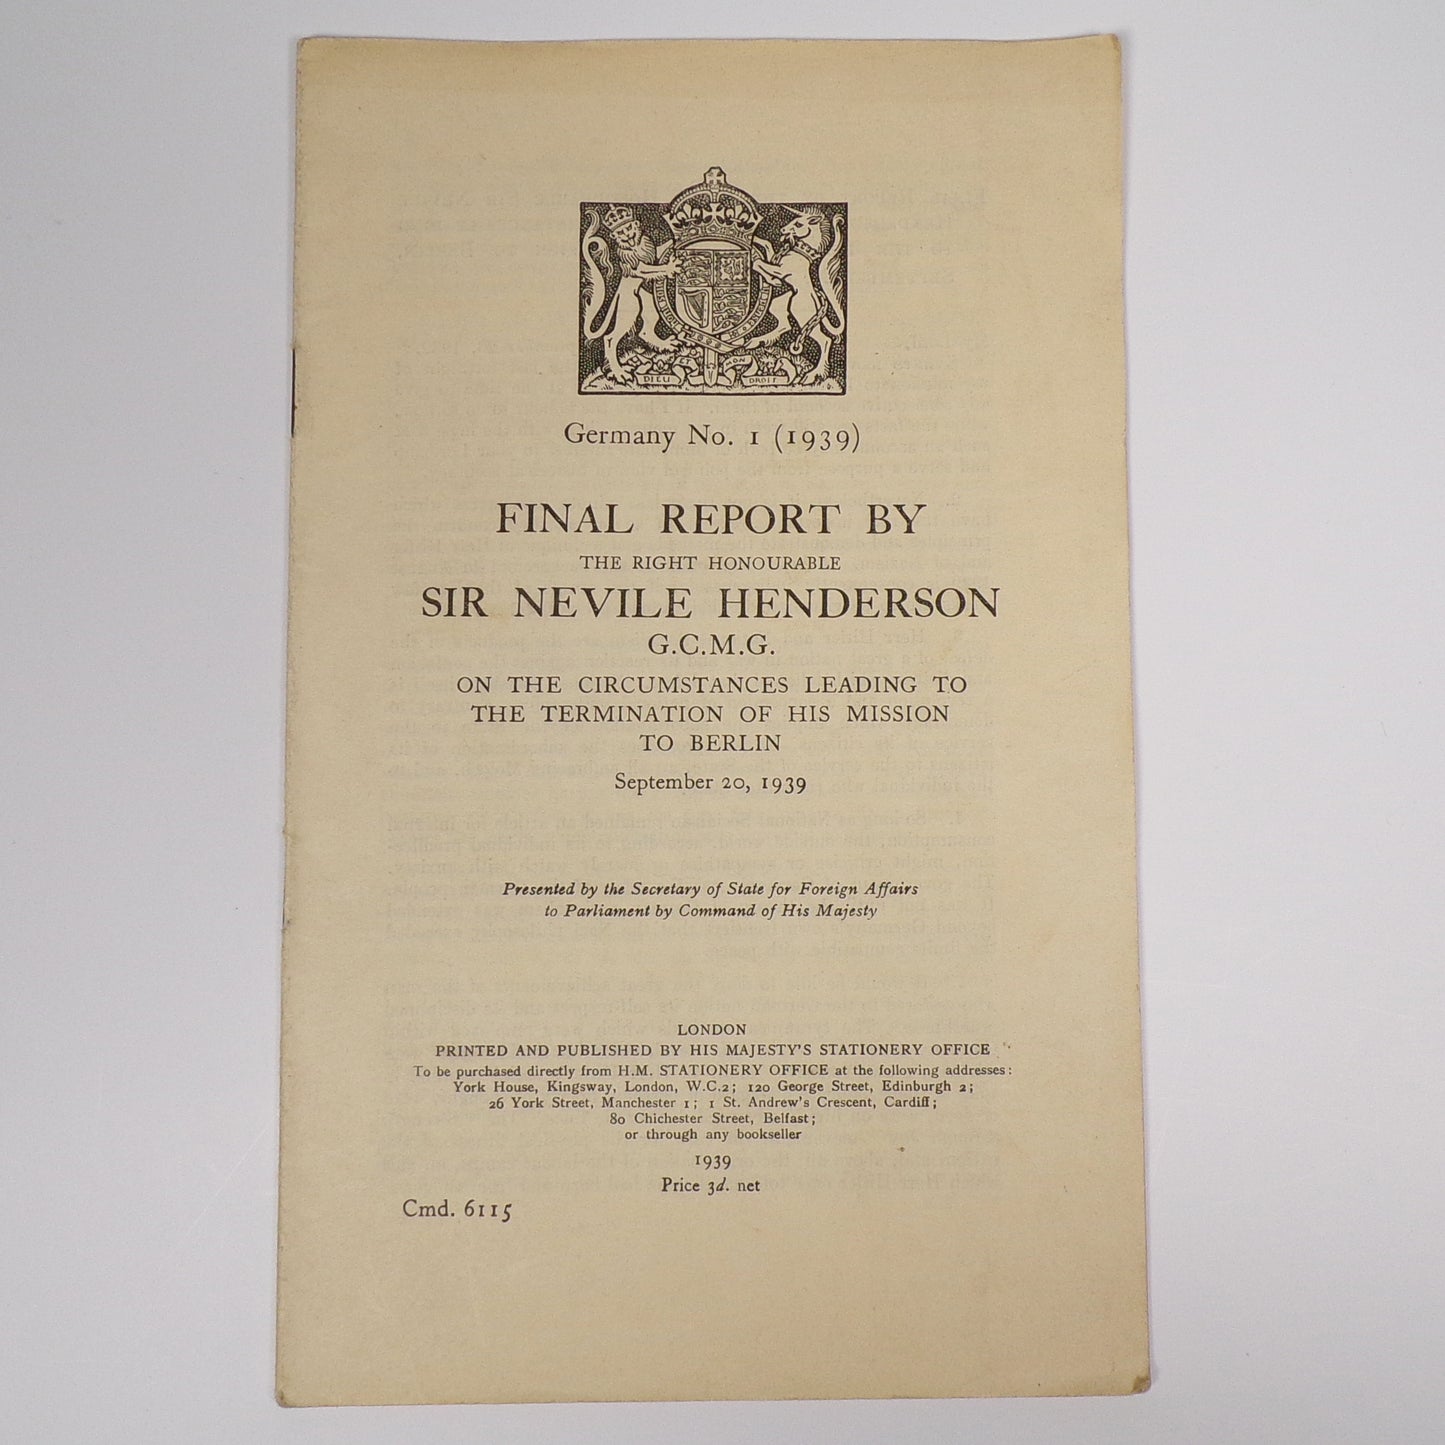 DIEU ET MON DROIT
Germany No. 1 (1939)
FINAL REPORT BY
THE RIGHT HONOURABLE
SIR NEVILE HENDERSON
G.C.M.G.
ON THE CIRCUMSTANCES LEADING TO
THE TERMINATION OF HIS MISSION
TO BERLIN
September 20, 1939
Presented by the Secretary of State for Foreign Affairs
to Parliament by Command of His Majesty
LONDON
PRINTED AND PUBLISHED BY HIS MAJESTY'S STATIONERY OFFICE
To be purchased directly from H.M. STATIONERY OFFICE at the following addresses:
York House, Kingsway, London, W.C.2; 120 George Street, Edinburgh 2;
26 York Street, Manchester 1; 1 St. Andrew's Crescent, Cardiff;
80 Chichester Street, Belfast;
or through any bookseller
1939
Price 3d. net
Cmd. 6115